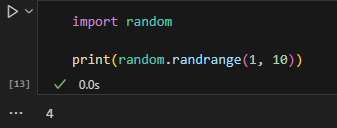 import random
print(random.randrange(1, 10))
[13]
0.0s
...
4